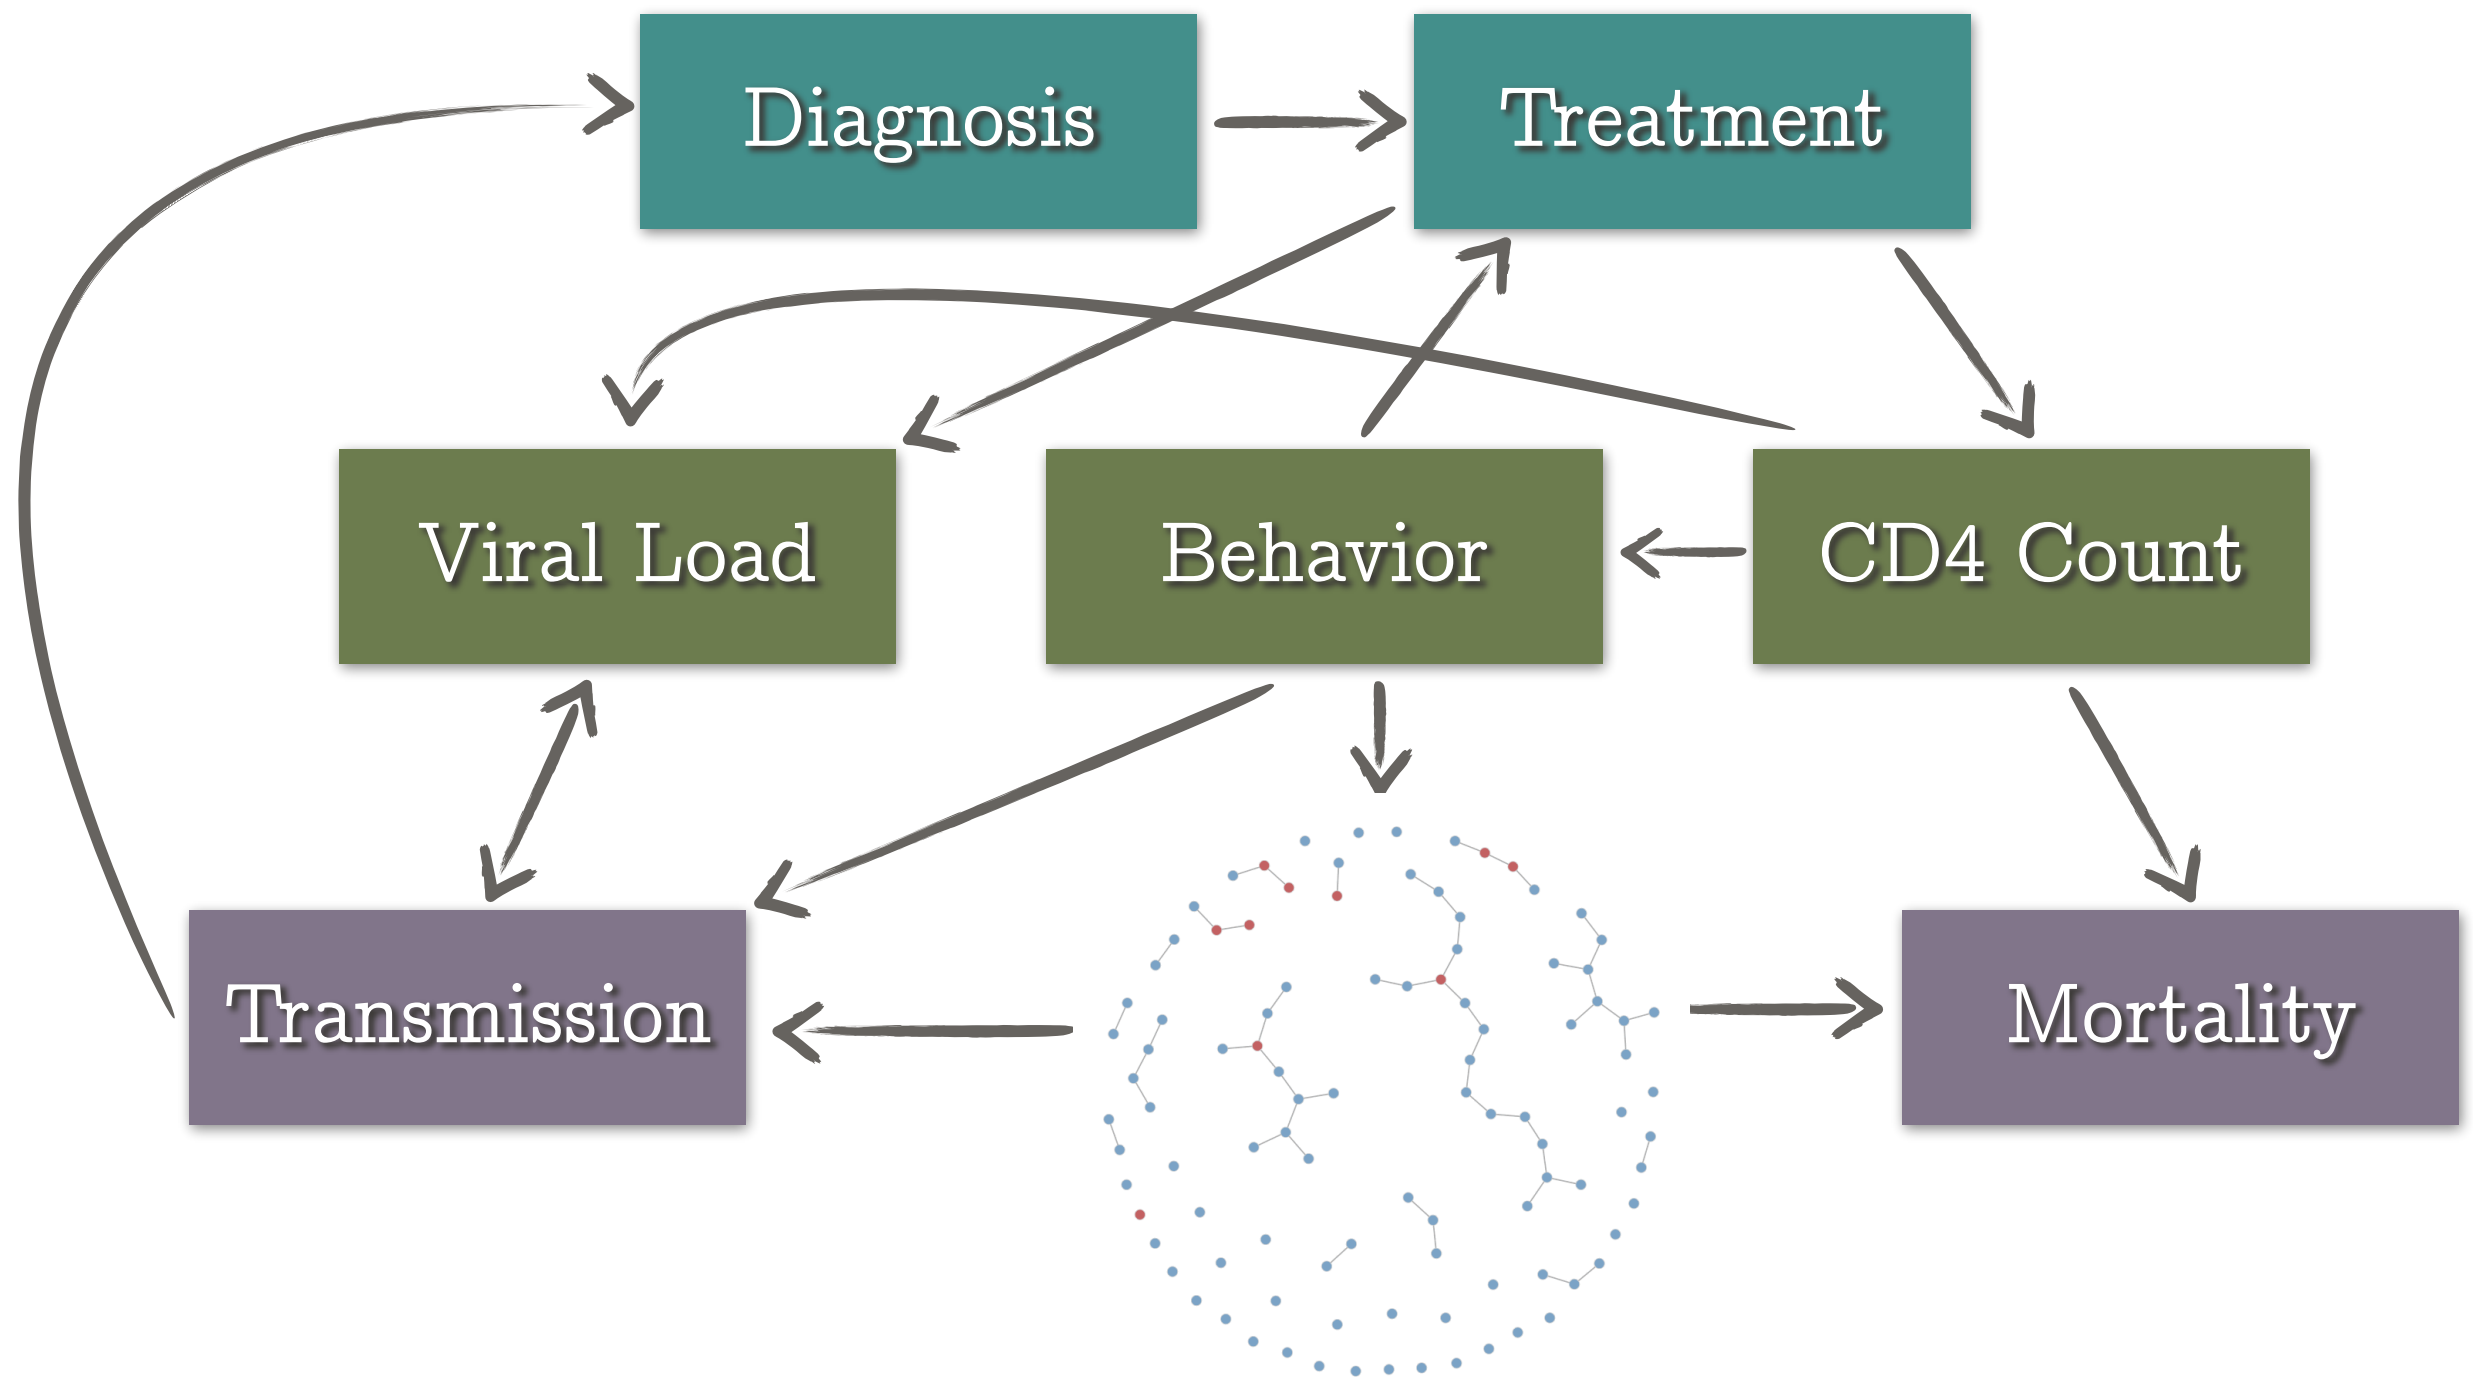 Diagnosis
Treatment
Viral Load
Behavior
CD4 Count
Transmission
Mortality